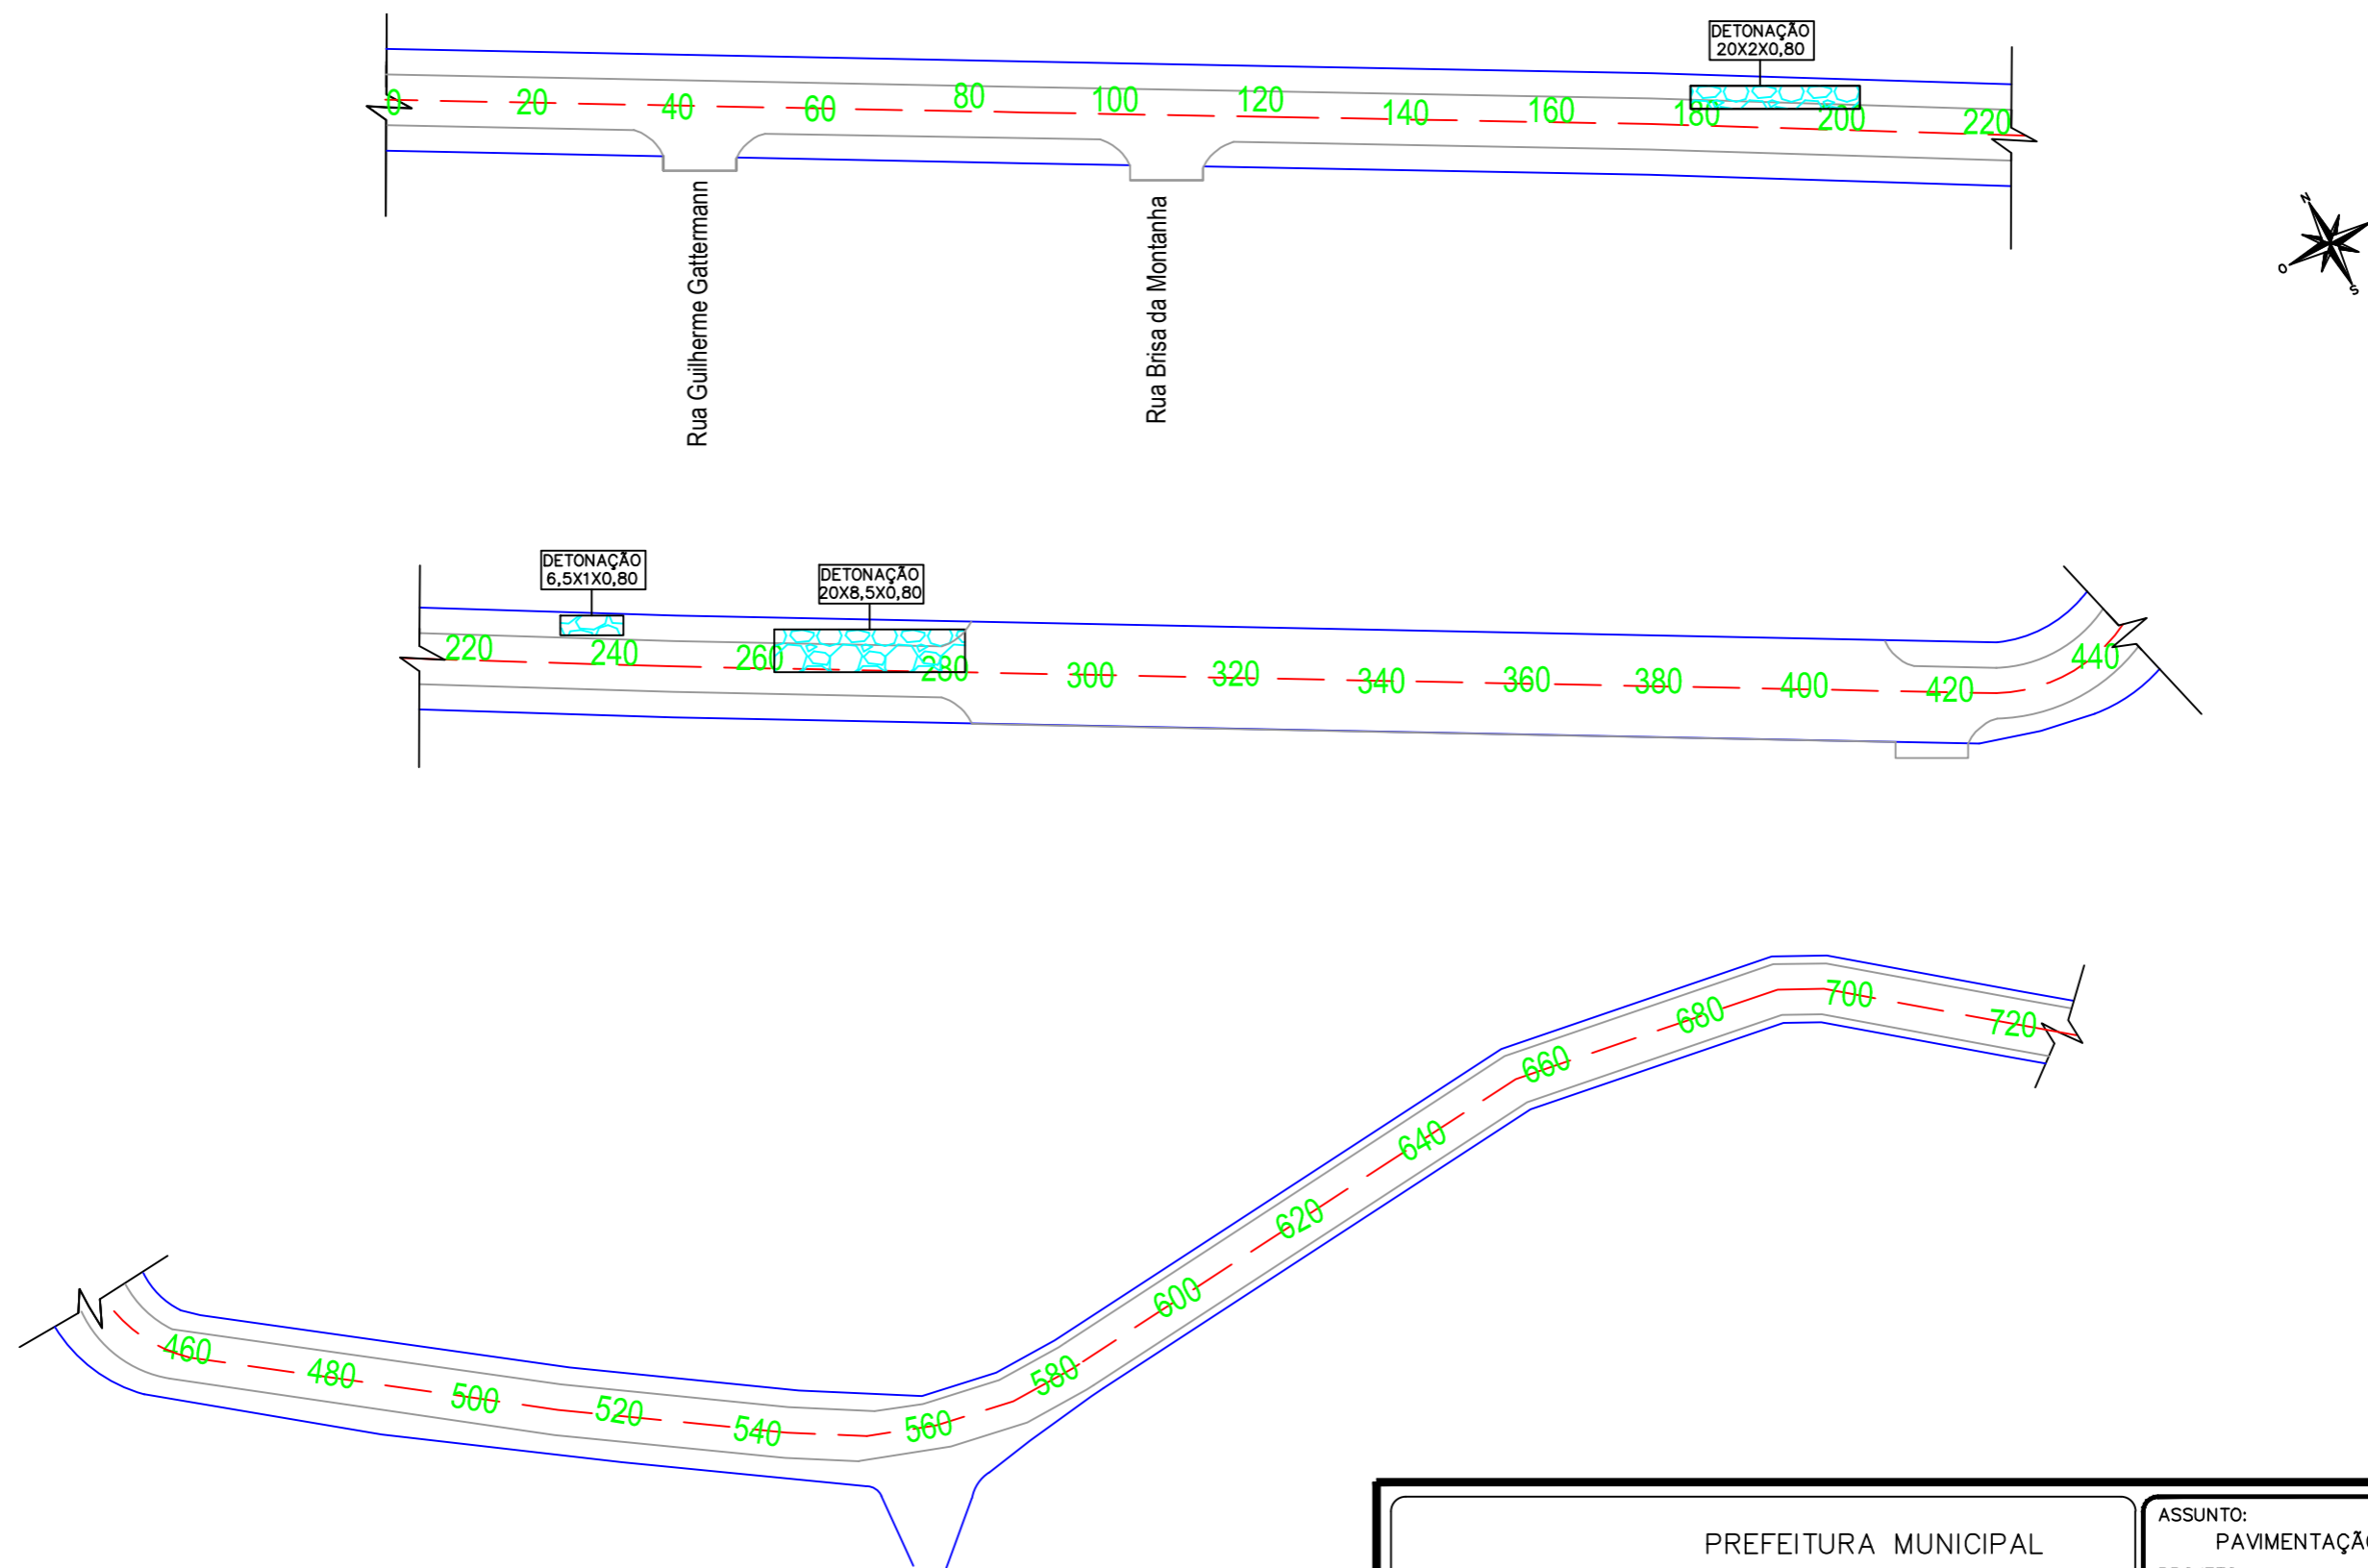 DETONAÇÃO
20X2X0,80
0 20 40 60 80 100 120 140 160 180 200 220
Rua Guilherme Gattermann
Rua Brisa da Montanha
N
O
S
DETONAÇÃO
6,5X1X0,80
DETONAÇÃO
20X8,5X0,80
220 240 260 280 300 320 340 360 380 400 420 440
460 480 500 520 540 560 580 600 620 640 660 680 700 720
PREFEITURA MUNICIPAL
ASSUNTO:
PAVIMENTAÇÃO